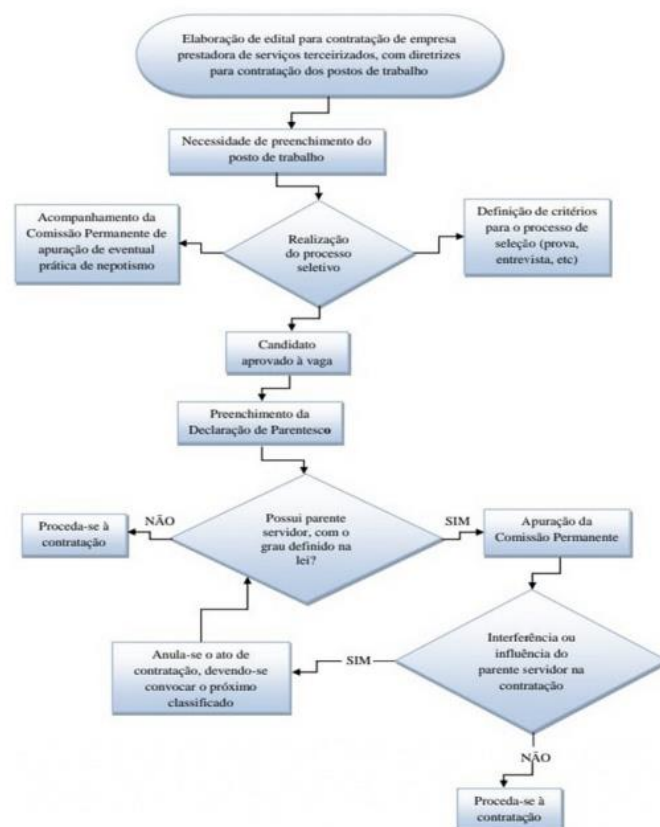 Elaboração de edital para contratação de empresa
prestadora de serviços terceirizados, com diretrizes
para contratação dos postos de trabalho
Necessidade de preenchimento do
posto de trabalho
Acompanhamento da
Comissão Permanente de
apuração de eventual
prática de nepotismo
Realização
do processo
seletivo
Definição de critérios
para o processo de
seleção (prova,
entrevista, etc)
Candidato
aprovado à vaga
Preenchimento da
Declaração de Parentesco
Proceda-se à
contratação
NÃO
Possui parente
servidor, com o
grau definido na
lei?
SIM
Apuração da
Comissão Permanente
Anula-se o ato de
contratação, devendo-se
convocar o próximo
classificado
SIM
Interferência ou
influência do
parente servidor na
contratação
NÃO
Proceda-se à
contratação